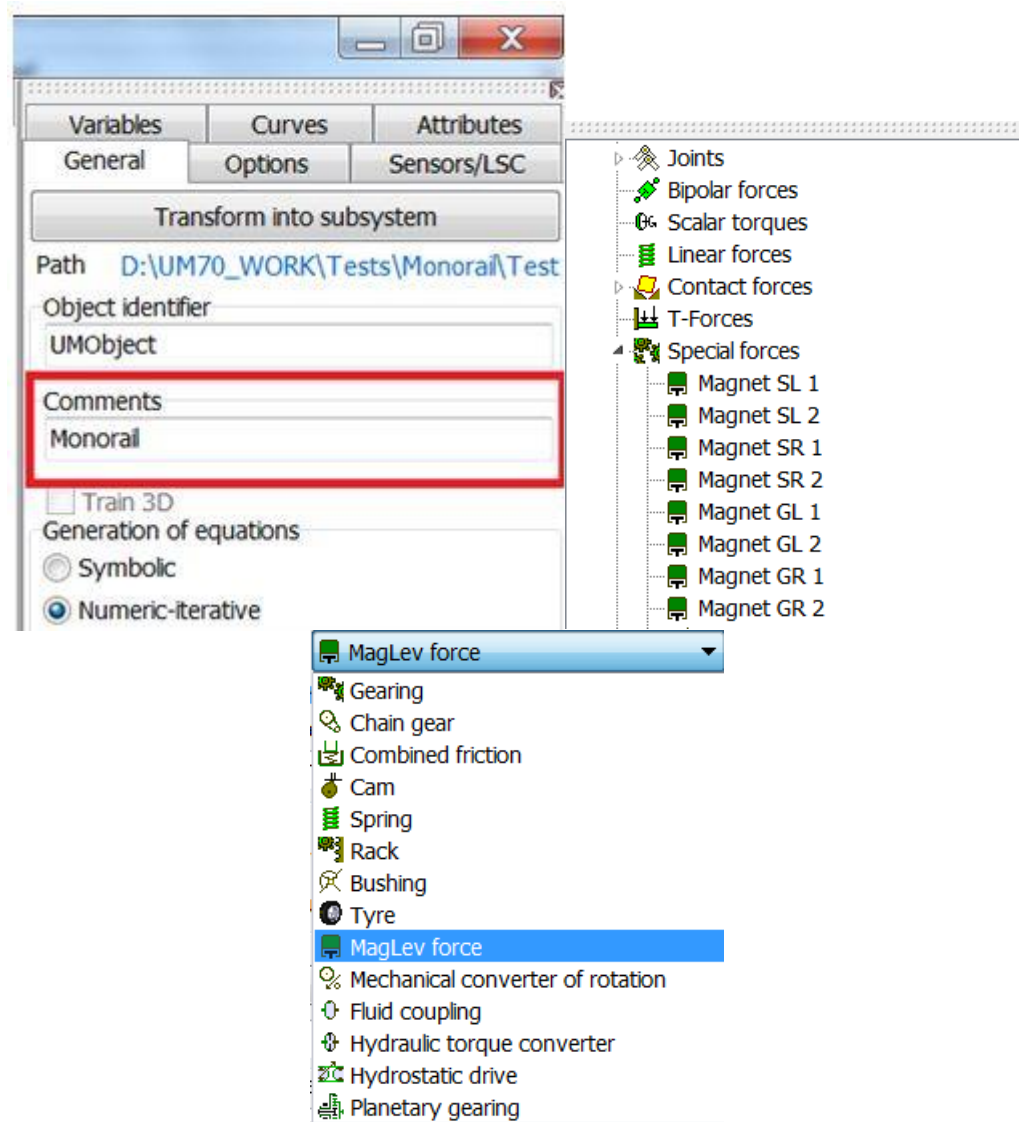 Variables Curves Attributes
General Options Sensors/LSC
Transform into subsystem
Path D:\UM70_WORK\Tests\Monorail\Test
Object identifier
UMObject
Comments
Monorail
Train 3D
Generation of equations
Symbolic
Numeric-iterative
Joints
Bipolar forces
Scalar torques
Linear forces
Contact forces
T-Forces
Special forces
Magnet SL 1
Magnet SL 2
Magnet SR 1
Magnet SR 2
Magnet GL 1
Magnet GL 2
Magnet GR 1
Magnet GR 2
MagLev force
Gearing
Chain gear
Combined friction
Cam
Spring
Rack
Bushing
Tyre
MagLev force
Mechanical converter of rotation
Fluid coupling
Hydraulic torque converter
Hydrostatic drive
Planetary gearing